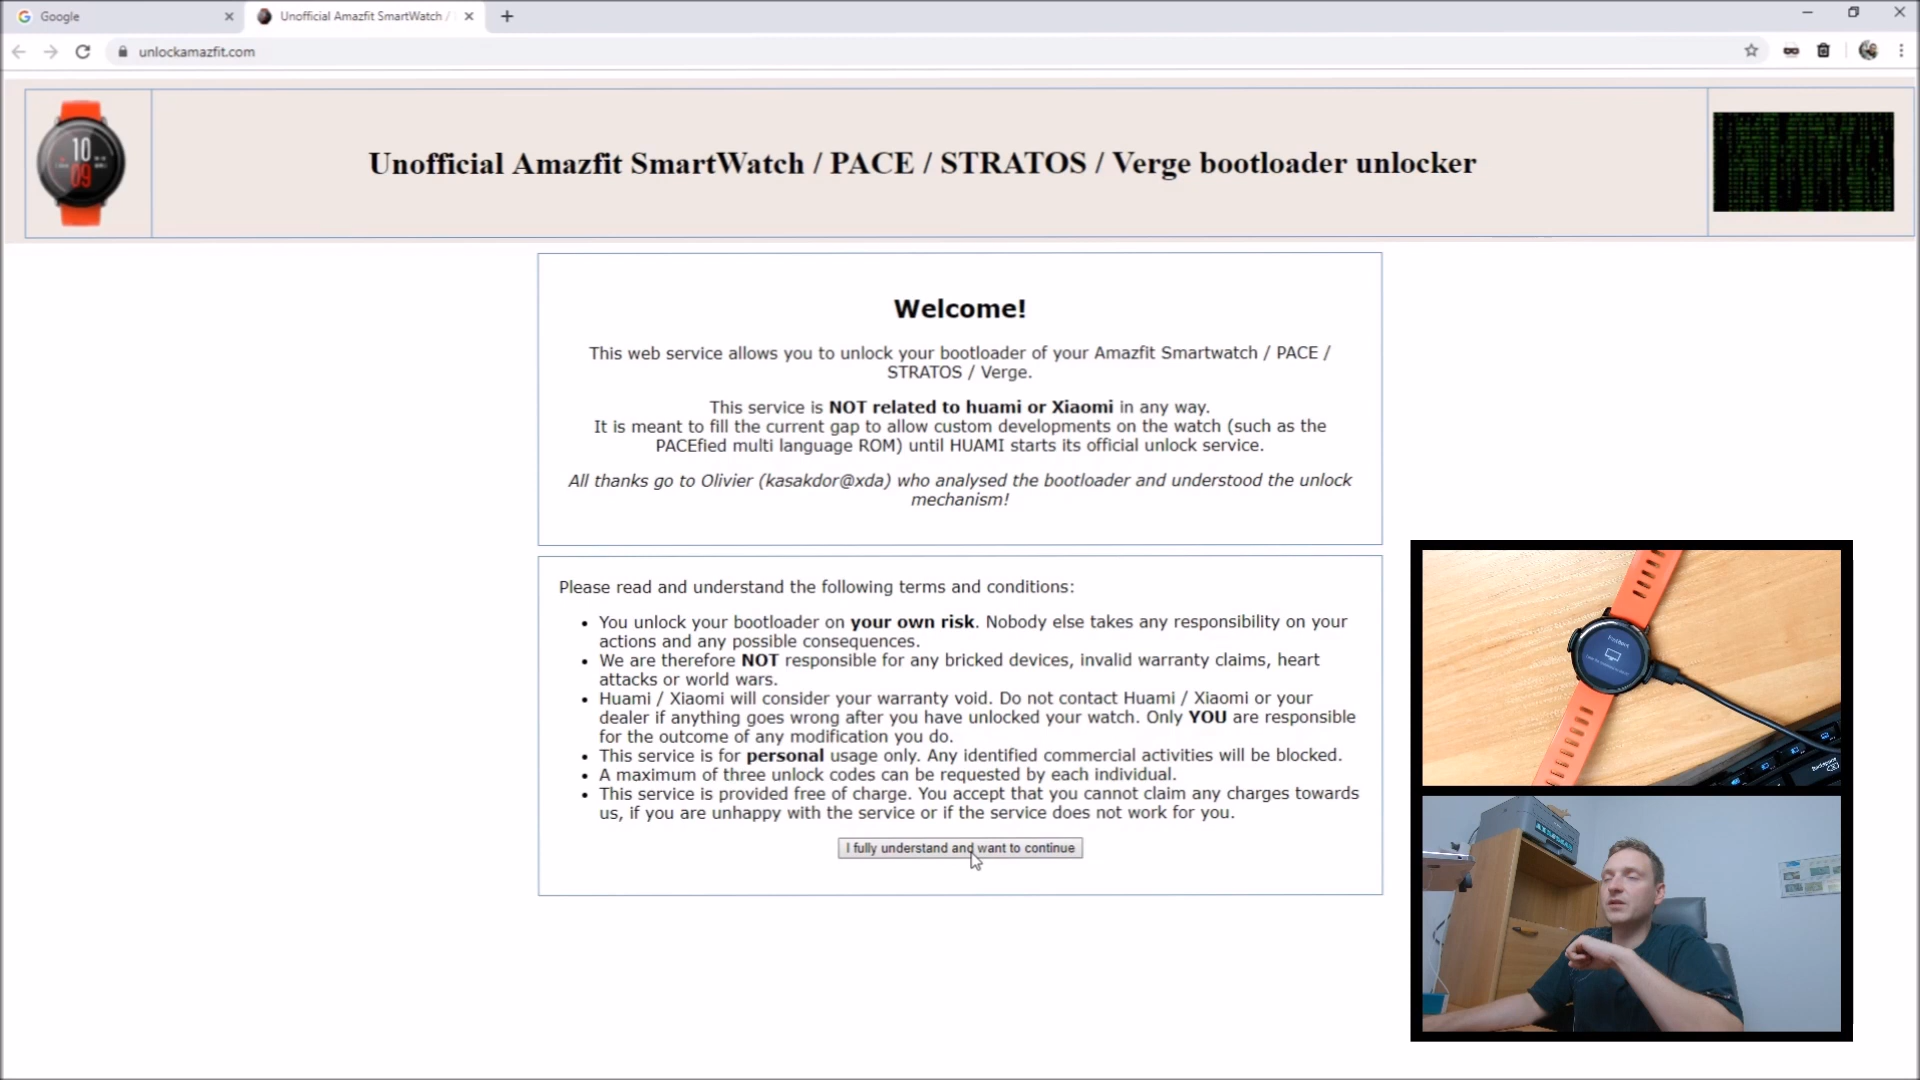 Google
Unofficial Amazfit SmartWatch /
unlockamazfit.com
10
09
Unofficial Amazfit SmartWatch / PACE / STRATOS / Verge bootloader unlocker
Welcome!
This web service allows you to unlock your bootloader of your Amazfit Smartwatch / PACE /
STRATOS / Verge.
This service is NOT related to huami or Xiaomi in any way.
It is meant to fill the current gap to allow custom developments on the watch (such as the
PACEfied multi language ROM) until HUAMI starts its official unlock service.
All thanks go to Olivier (kasakdor@xda) who analysed the bootloader and understood the unlock
mechanism!
Please read and understand the following terms and conditions:
• You unlock your bootloader on your own risk. Nobody else takes any responsibility on your
actions and any possible consequences.
• We are therefore NOT responsible for any bricked devices, invalid warranty claims, heart
attacks or world wars.
• Huami / Xiaomi will consider your warranty void. Do not contact Huami / Xiaomi or your
dealer if anything goes wrong after you have unlocked your watch. Only YOU are responsible
for the outcome of any modification you do.
• This service is for personal usage only. Any identified commercial activities will be blocked.
• A maximum of three unlock codes can be requested by each individual.
• This service is provided free of charge. You accept that you cannot claim any charges towards
us, if you are unhappy with the service or if the service does not work for you.
I fully understand and want to continue
Fastboot
Backspace